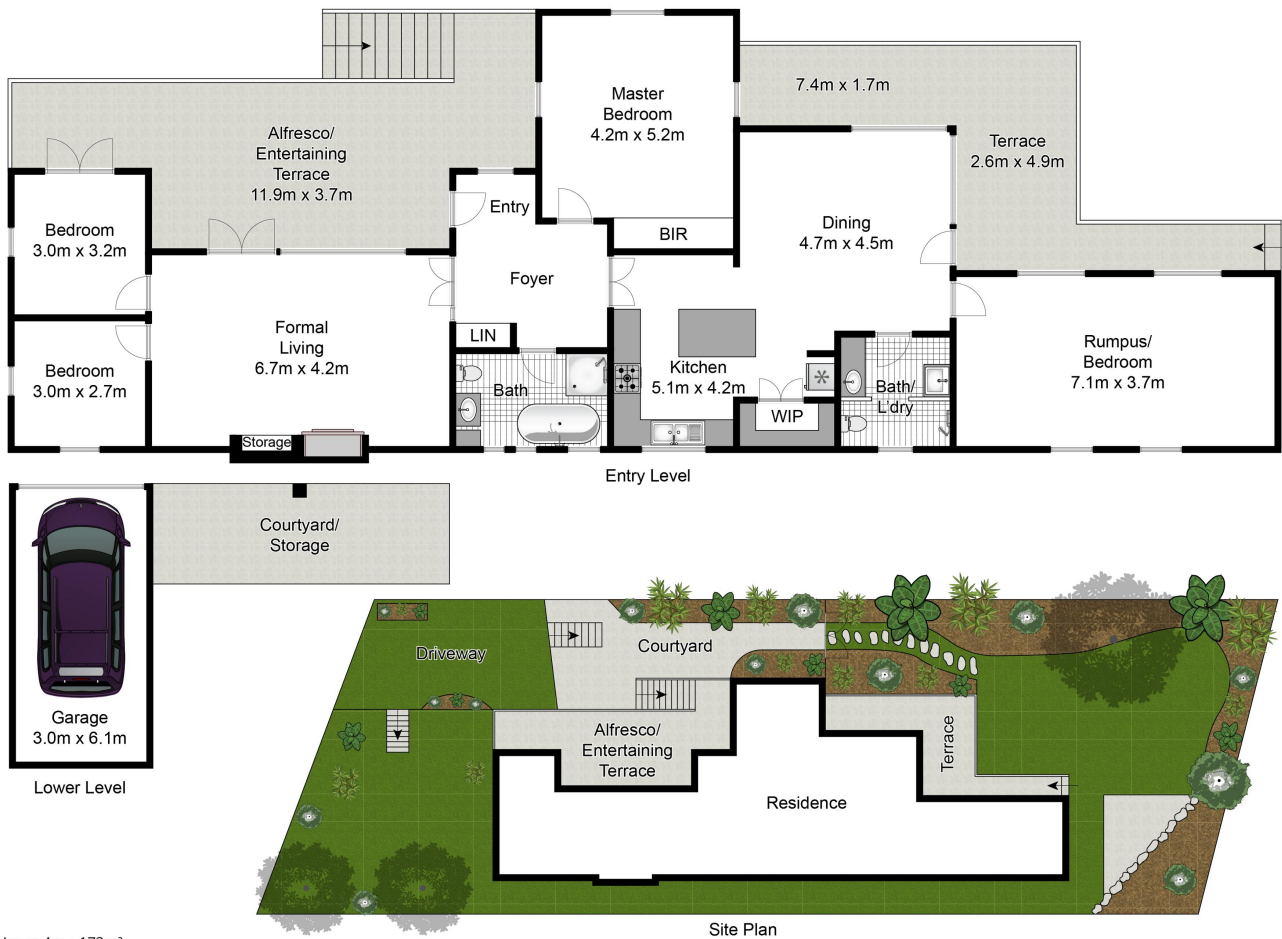 Master
Bedroom
4.2m x 5.2m
7.4m x 1.7m
Alfresco/
Entertaining
Terrace
11.9m x 3.7m
Terrace
2.6m x 4.9m
Bedroom
3.0m x 3.2m
Entry
BIR
Dining
4.7m x 4.5m
Foyer
LIN
Formal
Living
6.7m x 4.2m
Bedroom
3.0m x 2.7m
Storage
Bath
Kitchen
5.1m x 4.2m
WIP
Bath/
L'dry
Rumpus/
Bedroom
7.1m x 3.7m
Entry Level
Courtyard/
Storage
Garage
3.0m x 6.1m
Lower Level
Driveway
Courtyard
Alfresco/
Entertaining
Terrace
Terrace
Residence
Site Plan